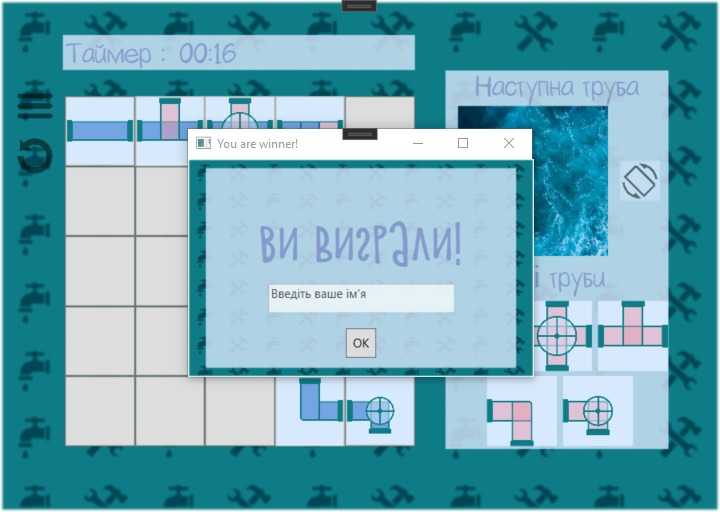 Таймер : 00:16
Наступна труба
You are winner!
ви виграли!
і труби
Введіть ваше ім'я
OK